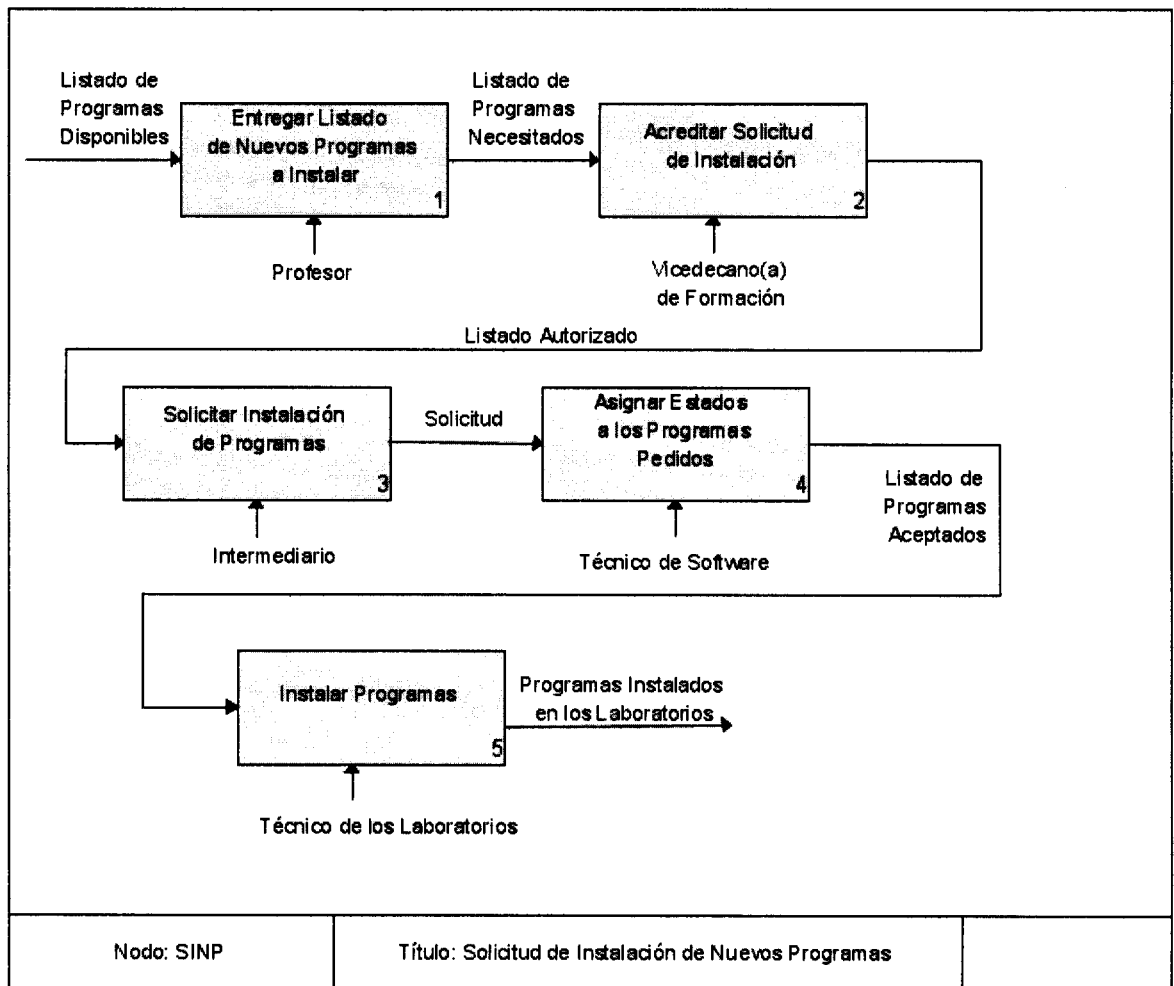 Listado de
Programas
Disponibles
Entregar Listado
de Nuevos Programas
a Instalar
1
Profesor
Listado de
Programas
Necesitados
Acreditar Solicitud
de Instalación
2
Vicedecano(a)
de Formación
Listado Autorizado
Solicitar Instalación
de Programas
3
Intermediario
Solicitud
Asignar Estados
a los Programas
Pedidos
4
Técnico de Software
Listado de
Programas
Aceptados
Instalar Programas
5
Técnico de los Laboratorios
Programas Instalados
en los Laboratorios
Nodo: SINP
Título: Solicitud de Instalación de Nuevos Programas